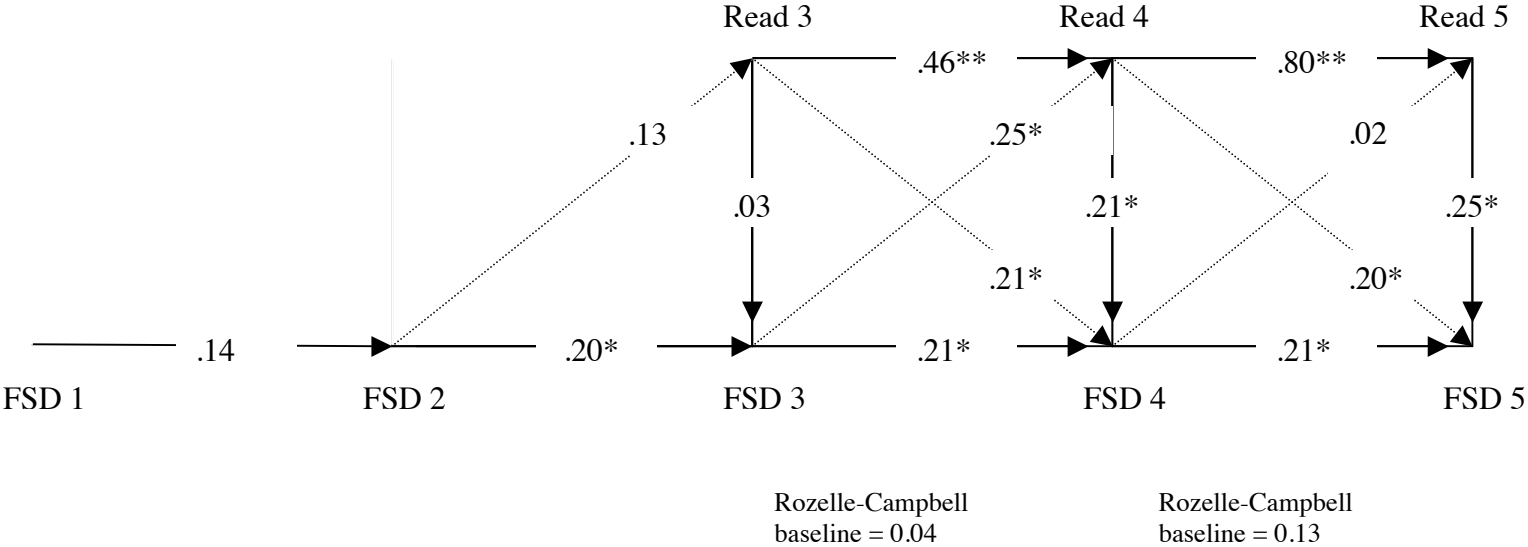 Read 3 Read 4 Read 5
.46** .80**
.13 .25* .02
.03 .21* .25*
.21* .20*
.14 .20* .21* .21*
FSD 1 FSD 2 FSD 3 FSD 4 FSD 5
Rozelle-Campbell Rozelle-Campbell
baseline = 0.04 baseline = 0.13